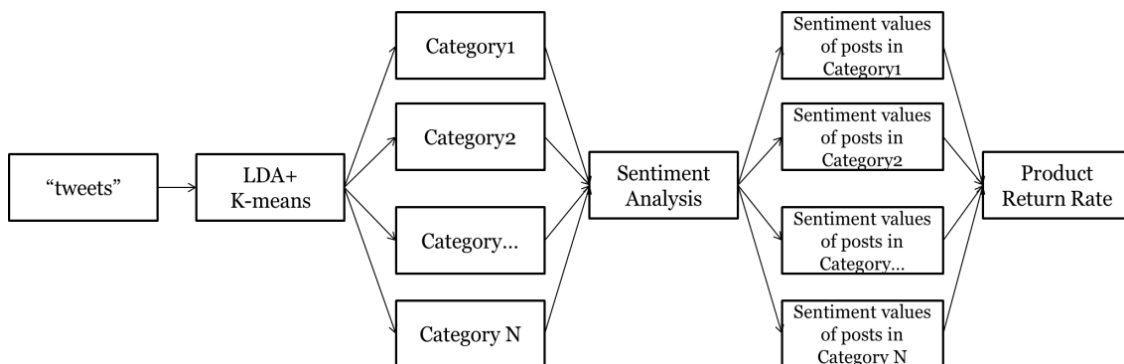 “tweets”
LDA+
K-means
Category1
Category2
Category...
Category N
Sentiment
Analysis
Sentiment values
of posts in
Category1
Sentiment values
of posts in
Category2
Sentiment values
of posts in
Category...
Sentiment values
of posts in
Category N
Product
Return Rate